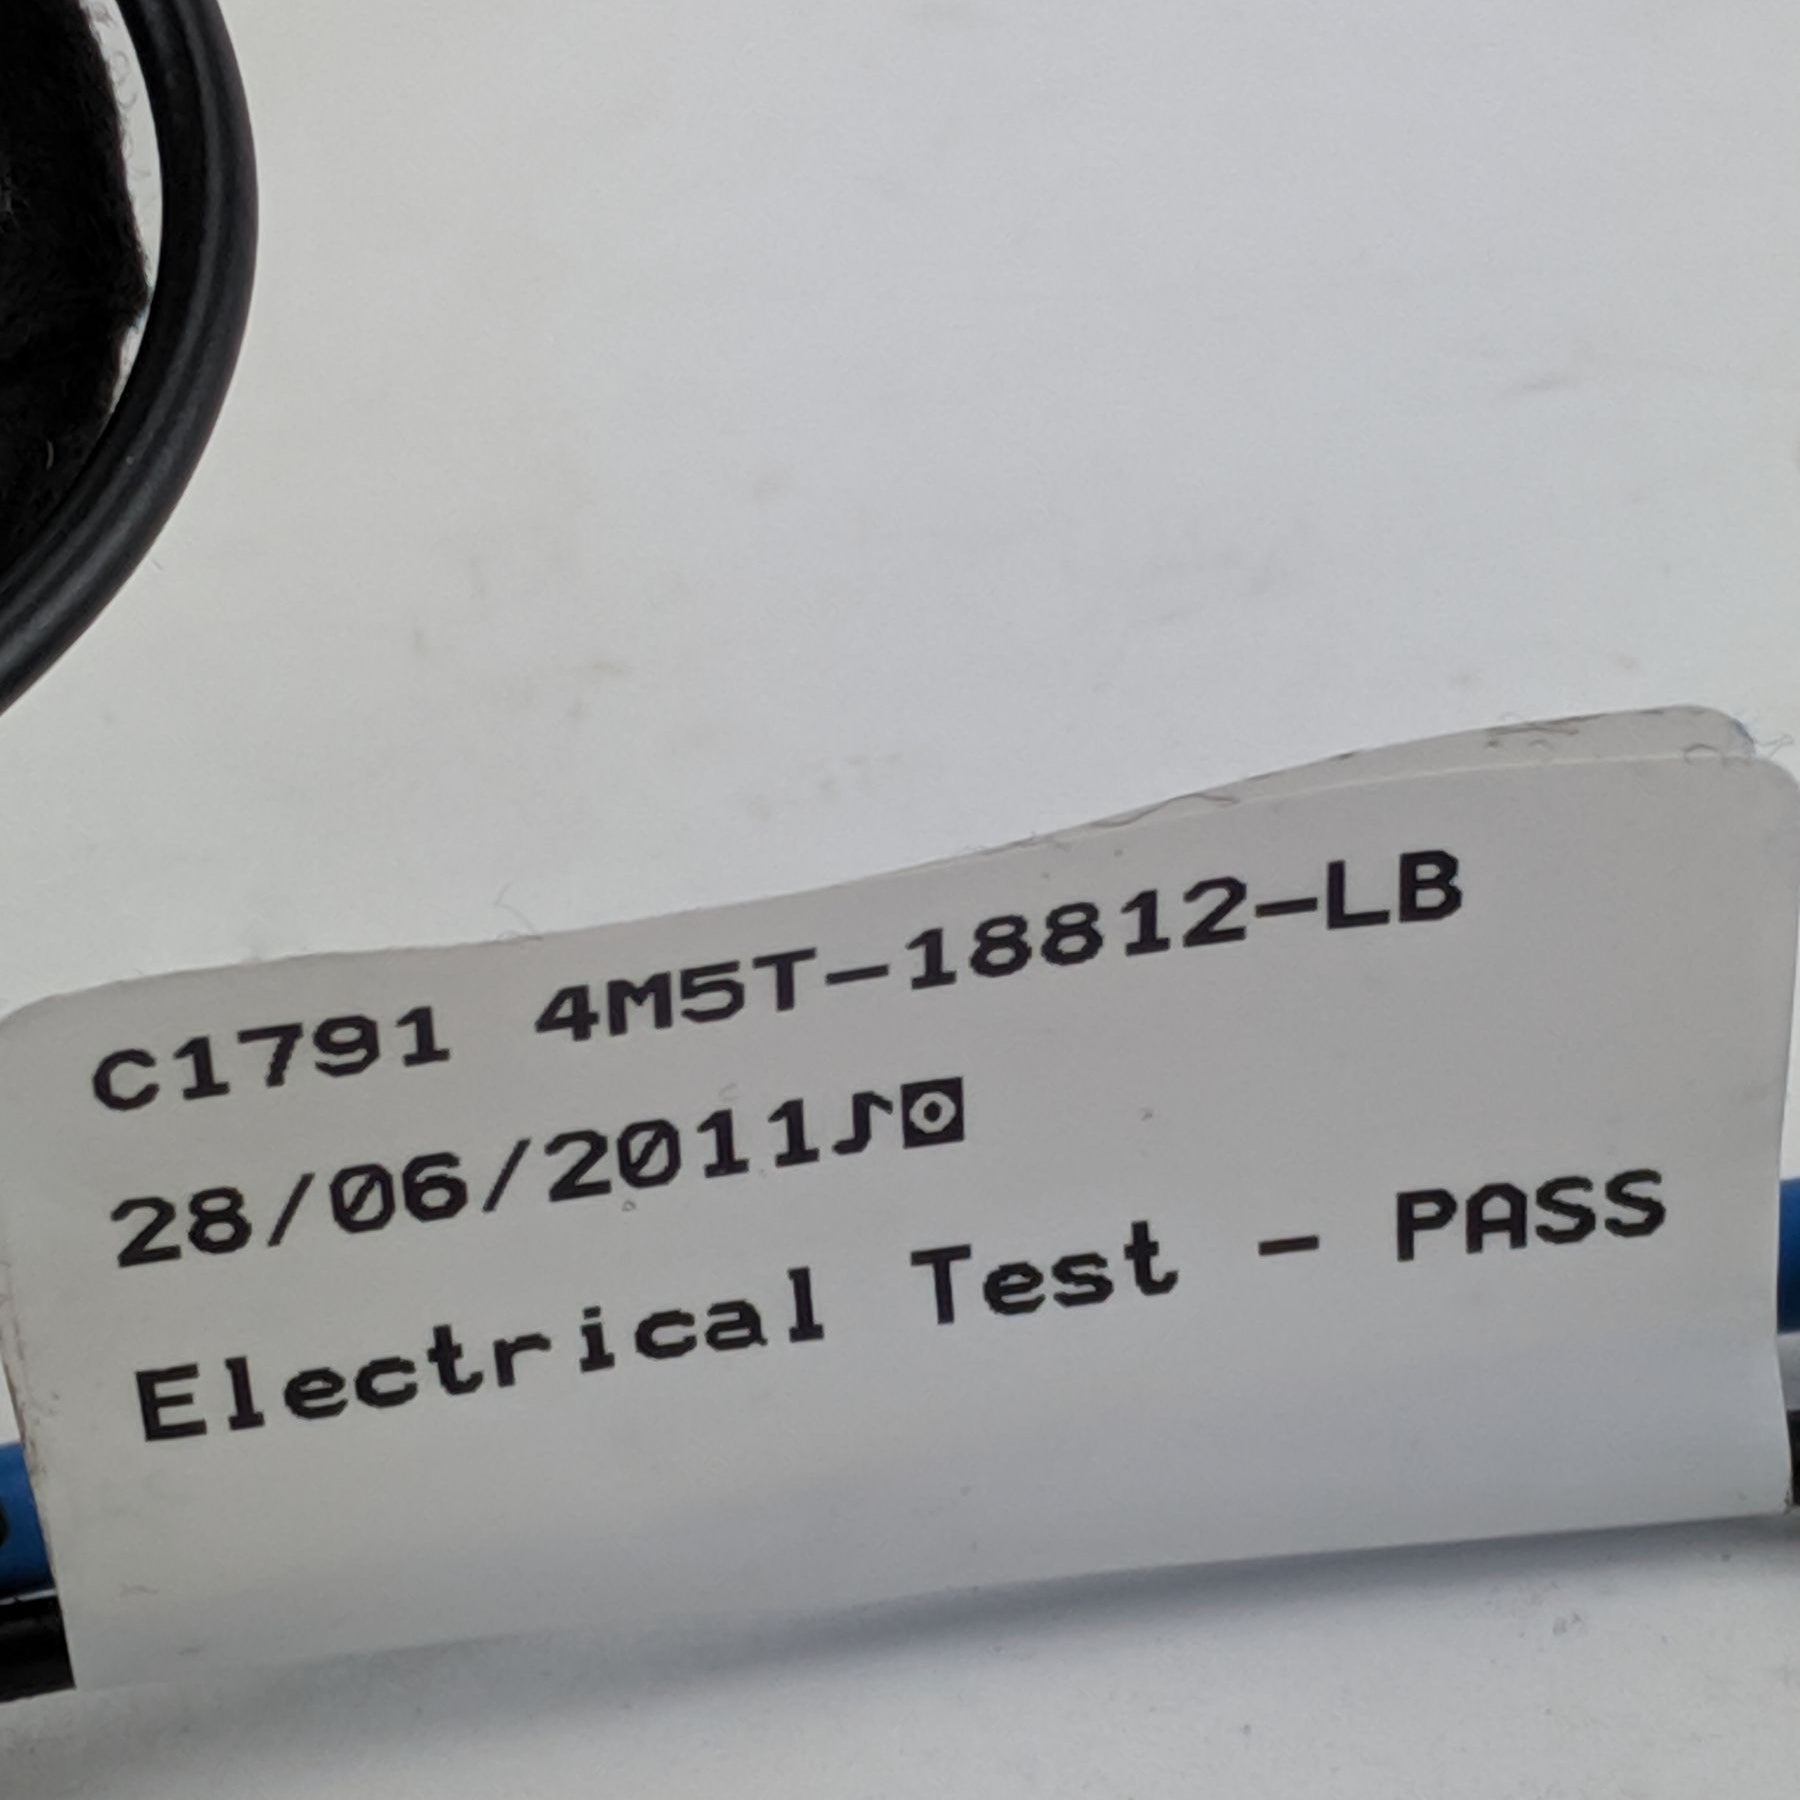 C1791 4M5T-18812-LB
28/06/2011♪◙
Electrical Test - PASS